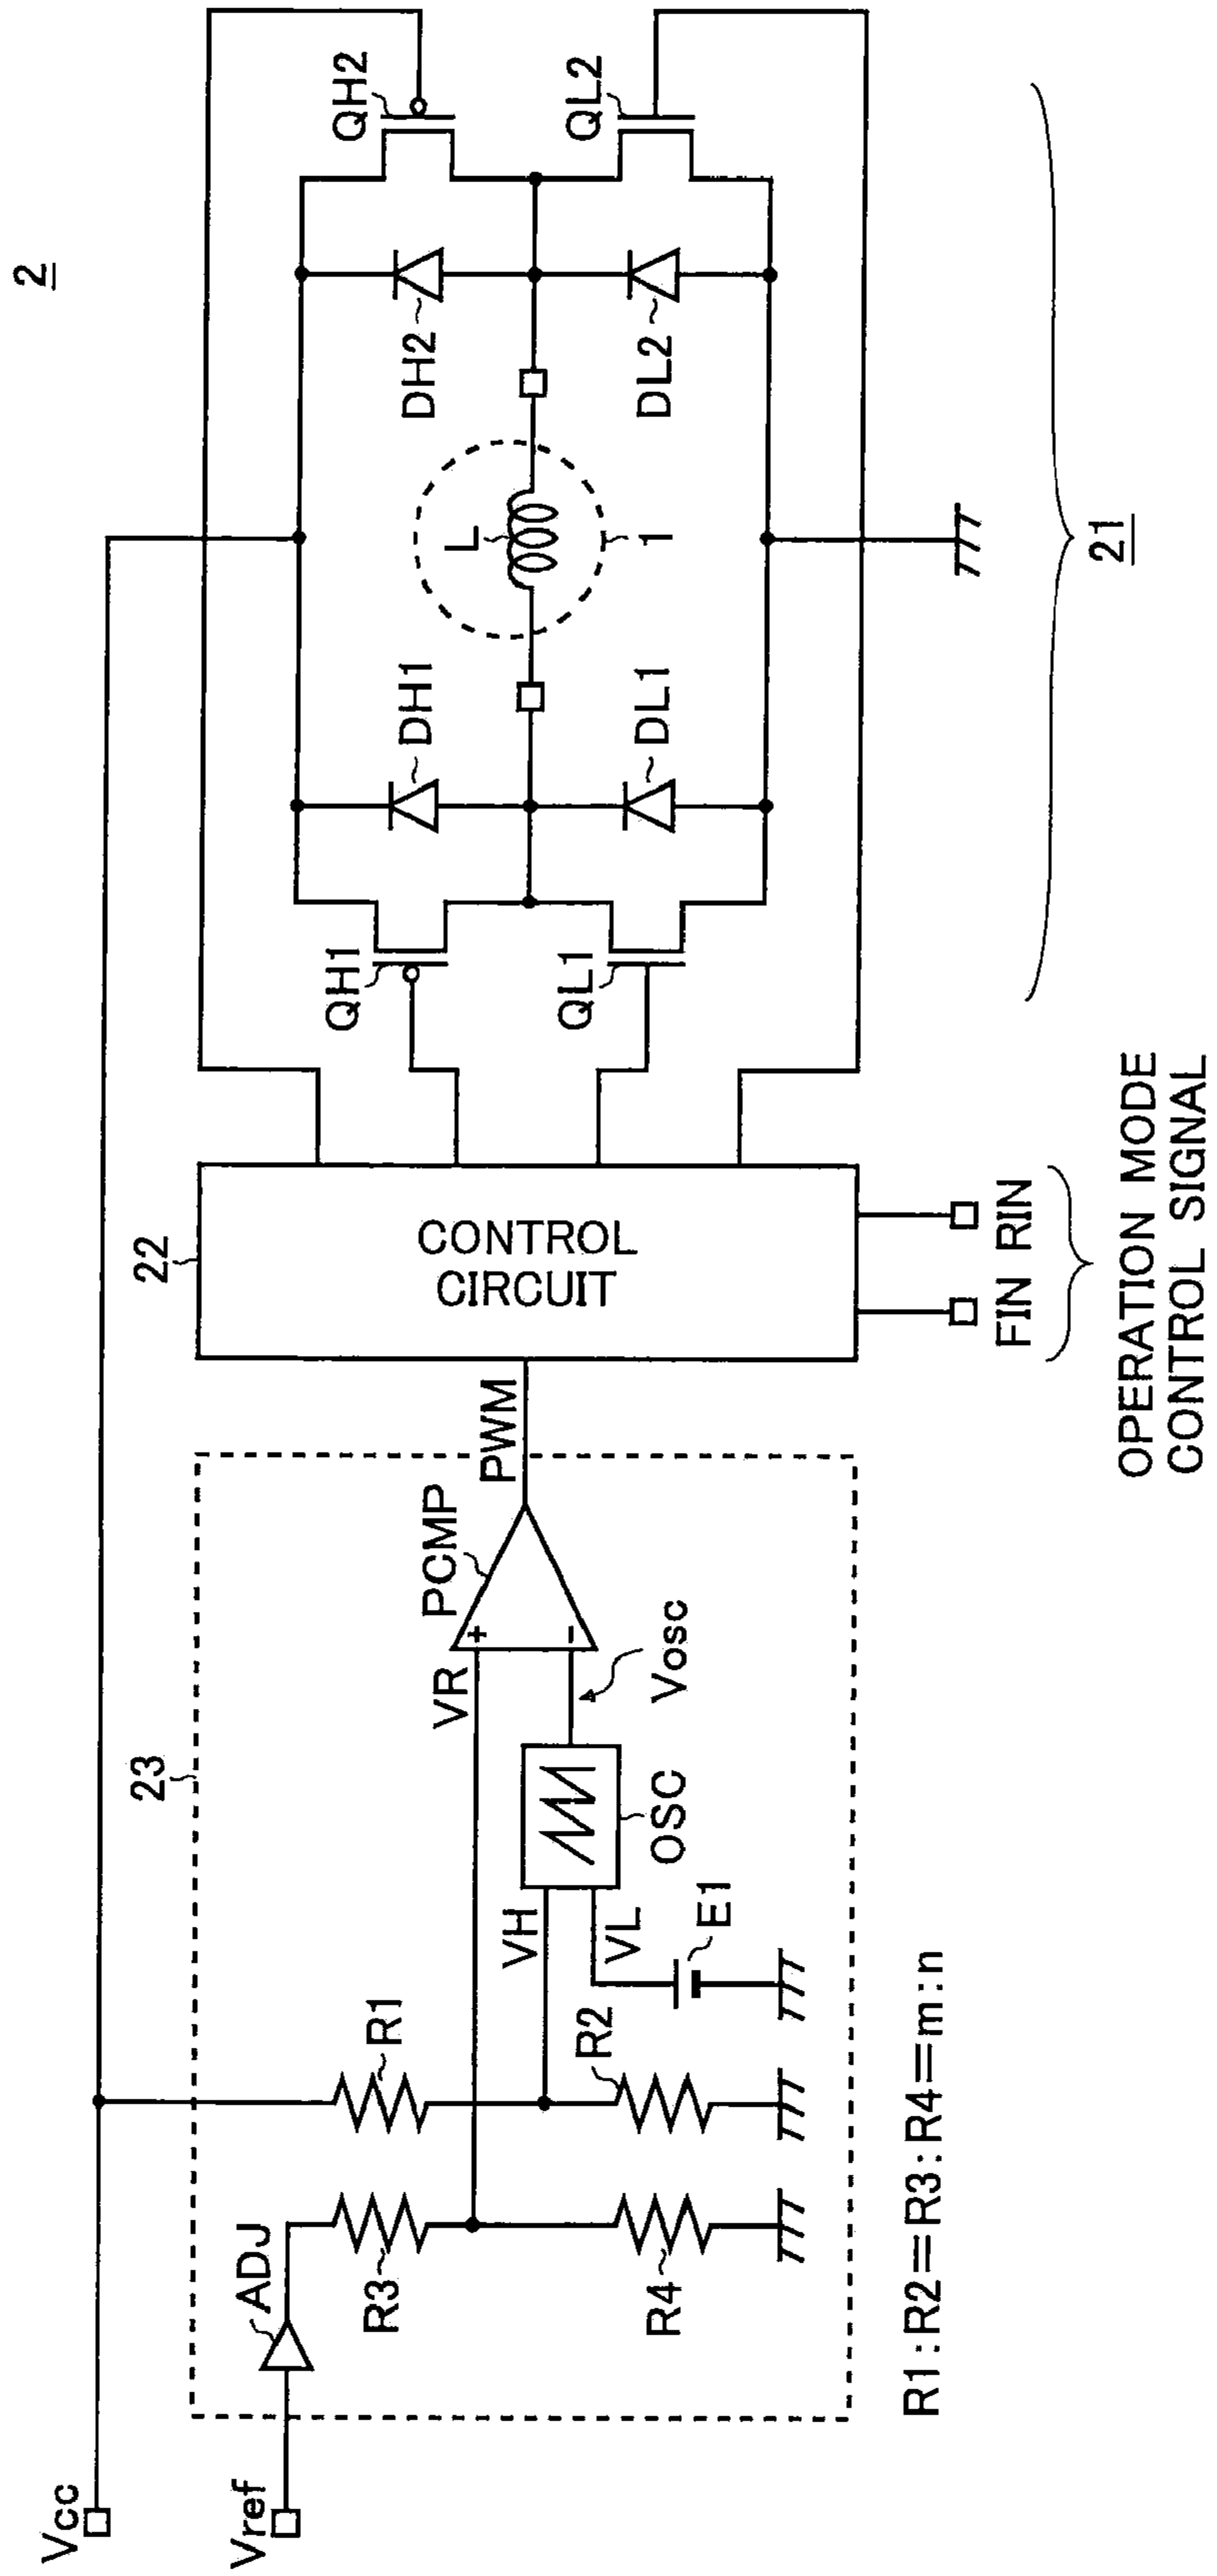 2
Vcc
Vref
ADJ
R3
R4
R1
R2
VH
VL
E1
OSC
Vosc
VR
+
−
PCMP
PWM
23
R1:R2=R3:R4=m:n
22
CONTROL
CIRCUIT
FIN RIN
OPERATION MODE
CONTROL SIGNAL
QH1
QL1
DH1
DL1
L
1
DH2
DL2
QH2
QL2
21